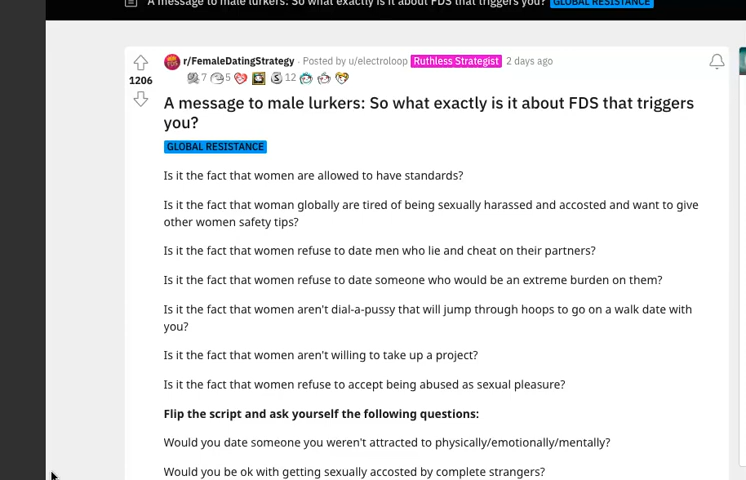 A message to male lurkers: So what exactly is it about FDS that triggers you? GLOBAL RESISTANCE
r/FemaleDatingStrategy · Posted by u/electroloop Ruthless Strategist 2 days ago
7 5 12
1206
A message to male lurkers: So what exactly is it about FDS that triggers
you?
GLOBAL RESISTANCE
Is it the fact that women are allowed to have standards?
Is it the fact that woman globally are tired of being sexually harassed and accosted and want to give
other women safety tips?
Is it the fact that women refuse to date men who lie and cheat on their partners?
Is it the fact that women refuse to date someone who would be an extreme burden on them?
Is it the fact that women aren't dial-a-pussy that will jump through hoops to go on a walk date with
you?
Is it the fact that women aren't willing to take up a project?
Is it the fact that women refuse to accept being abused as sexual pleasure?
Flip the script and ask yourself the following questions:
Would you date someone you weren't attracted to physically/emotionally/mentally?
Would you be ok with getting sexually accosted by complete strangers?